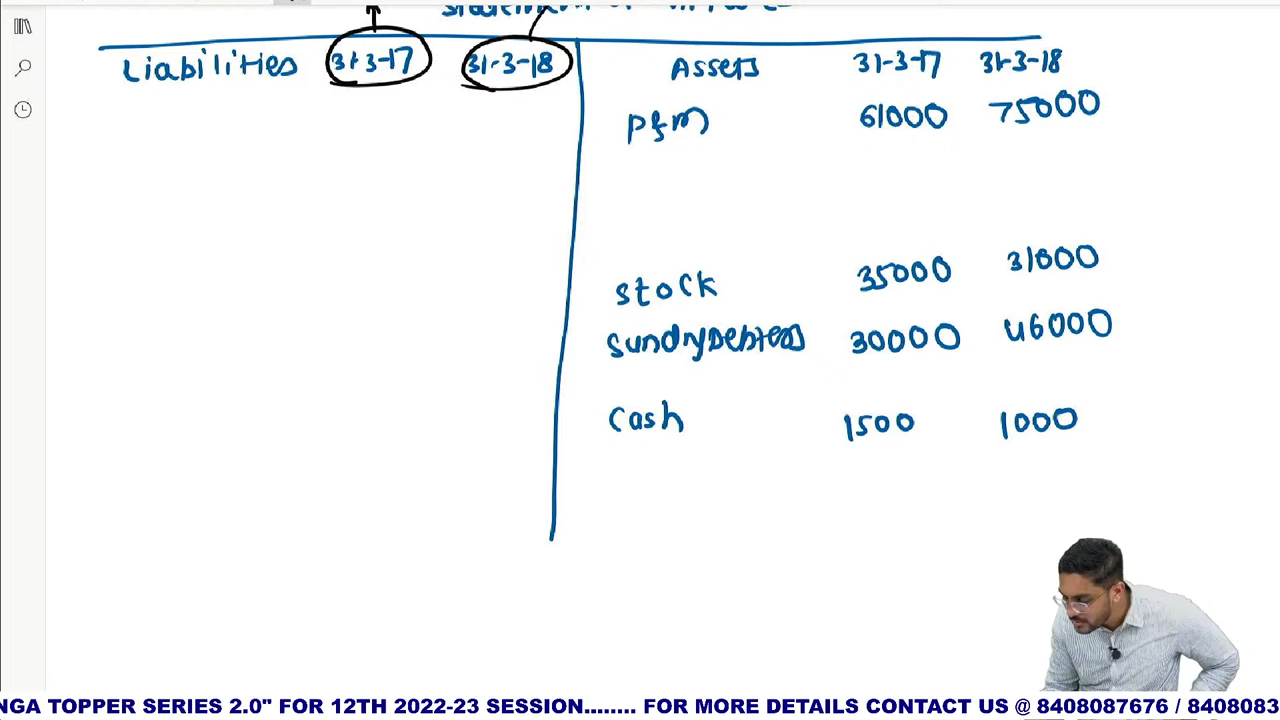 Statement of
Liabilities 31-3-17 31-3-18 Assets 31-3-17 31-3-18
P&M 61000 75000
Stock 35000 31000
Sundry Debtors 30000 46000
Cash 1500 1000
NGA TOPPER SERIES 2.0" FOR 12TH 2022-23 SESSION........ FOR MORE DETAILS CONTACT US @ 8408087676 / 8408083